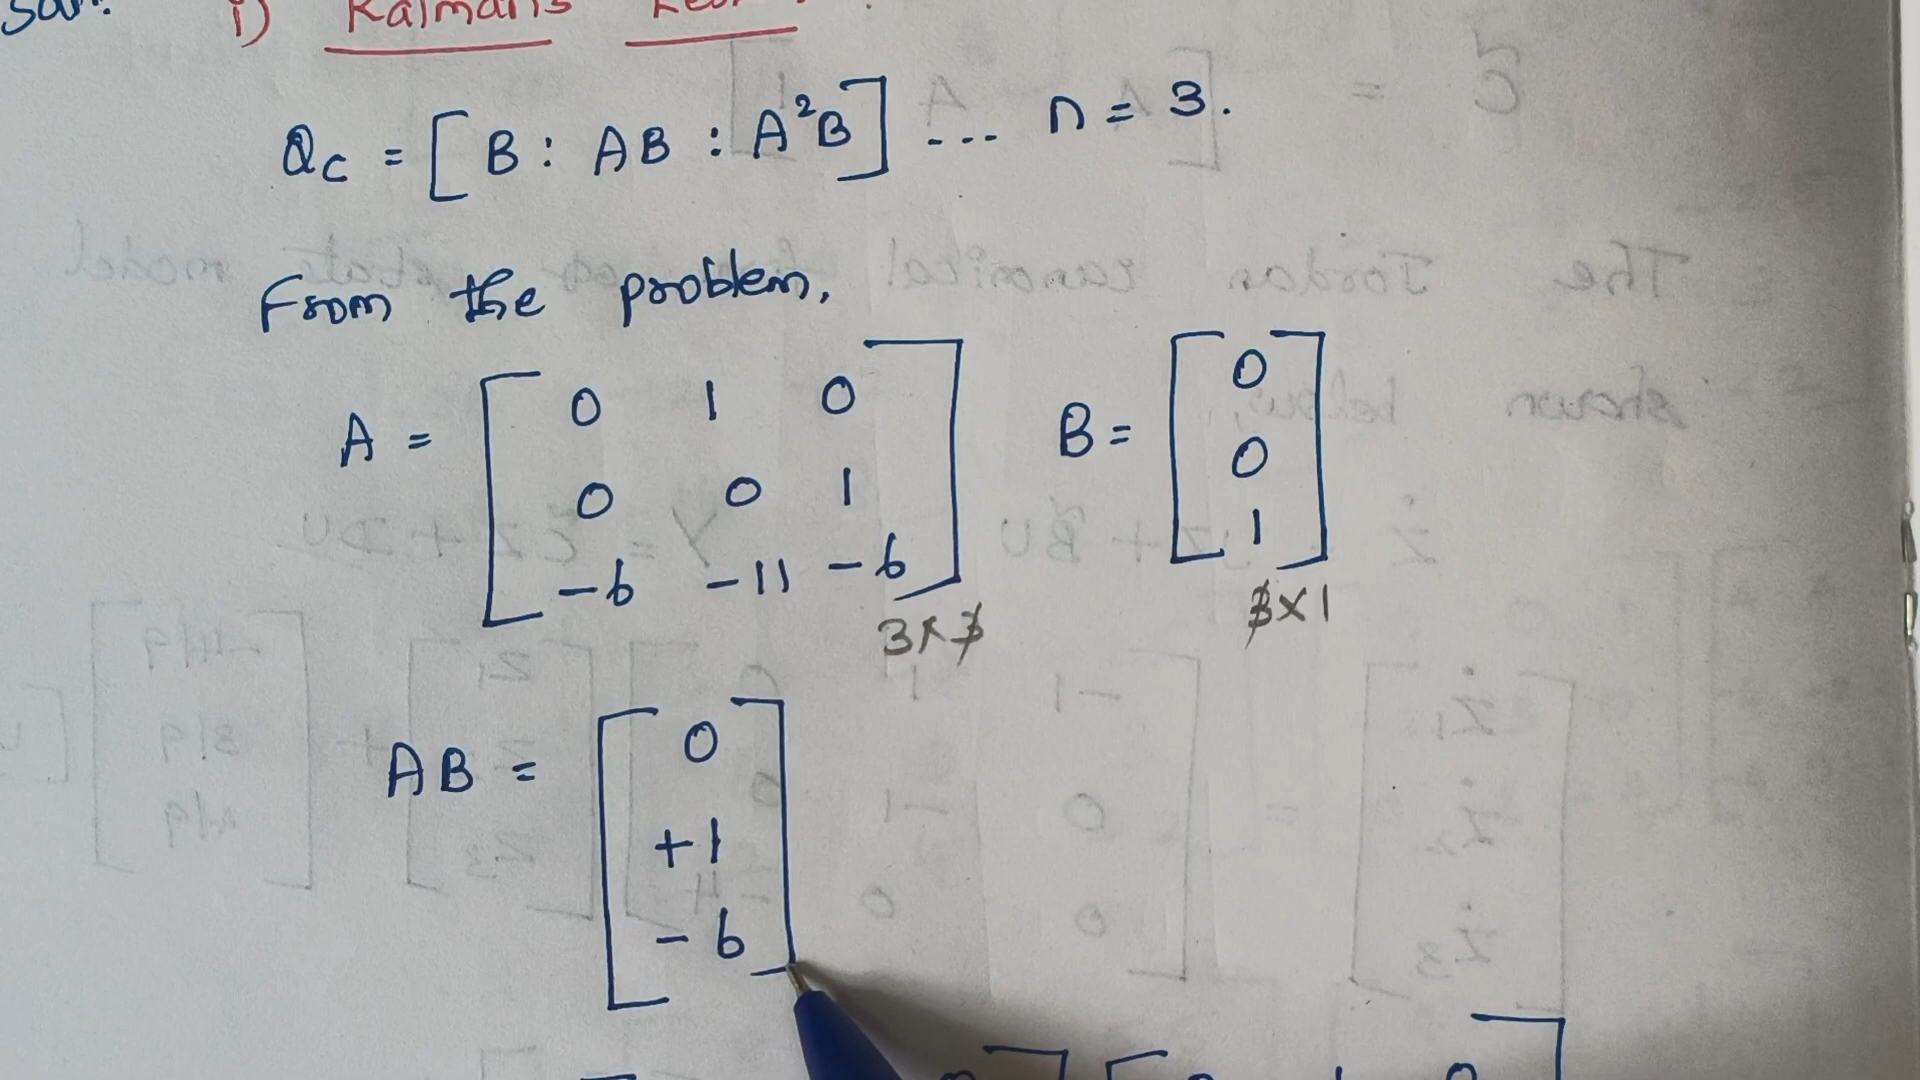 i) Kalman's
Qc = [ B : AB : A²B ] ... n = 3.
From the problem,
A = [ 0 1 0
0 0 1
-6 -11 -6 ] 3×3
B = [ 0
0
1 ] 3×1
AB = [ 0
+1
-6 ]